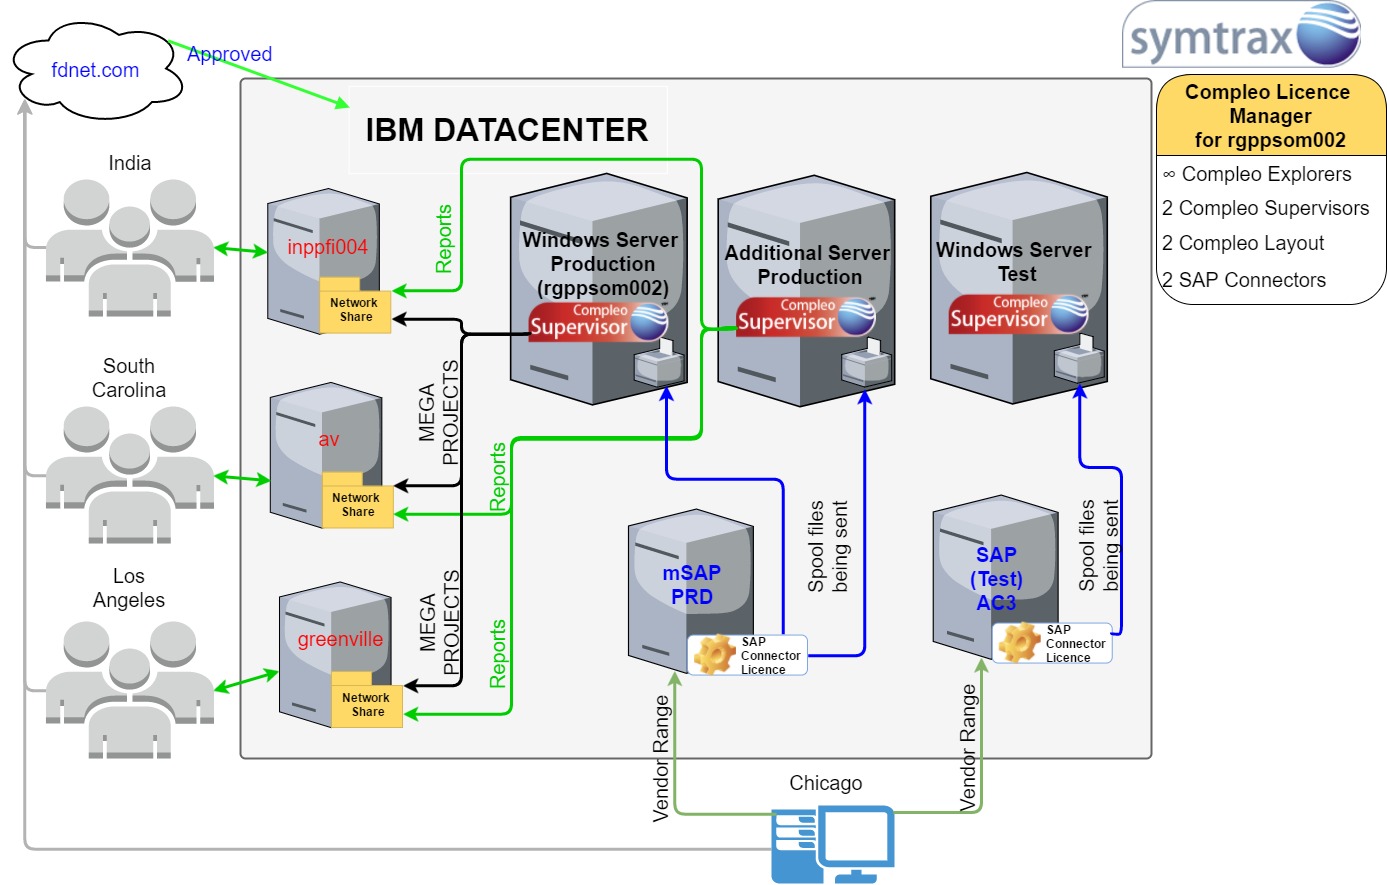 Approved
fdnet.com
symtrax
IBM DATACENTER
Compleo Licence
Manager
for rgppsom002
∞ Compleo Explorers
2 Compleo Supervisors
2 Compleo Layout
2 SAP Connectors
India
inppfi004
Network
Share
Reports
Windows Server
Production
(rgppsom002)
Compleo
Supervisor
Additional Server
Production
Compleo
Supervisor
Windows Server
Test
Compleo
Supervisor
South
Carolina
av
Network
Share
MEGA
PROJECTS
Reports
Los
Angeles
greenville
Network
Share
MEGA
PROJECTS
Reports
mSAP
PRD
SAP
Connector
Licence
Spool files
being sent
SAP
(Test)
AC3
SAP
Connector
Licence
Spool files
being sent
Vendor Range
Vendor Range
Chicago